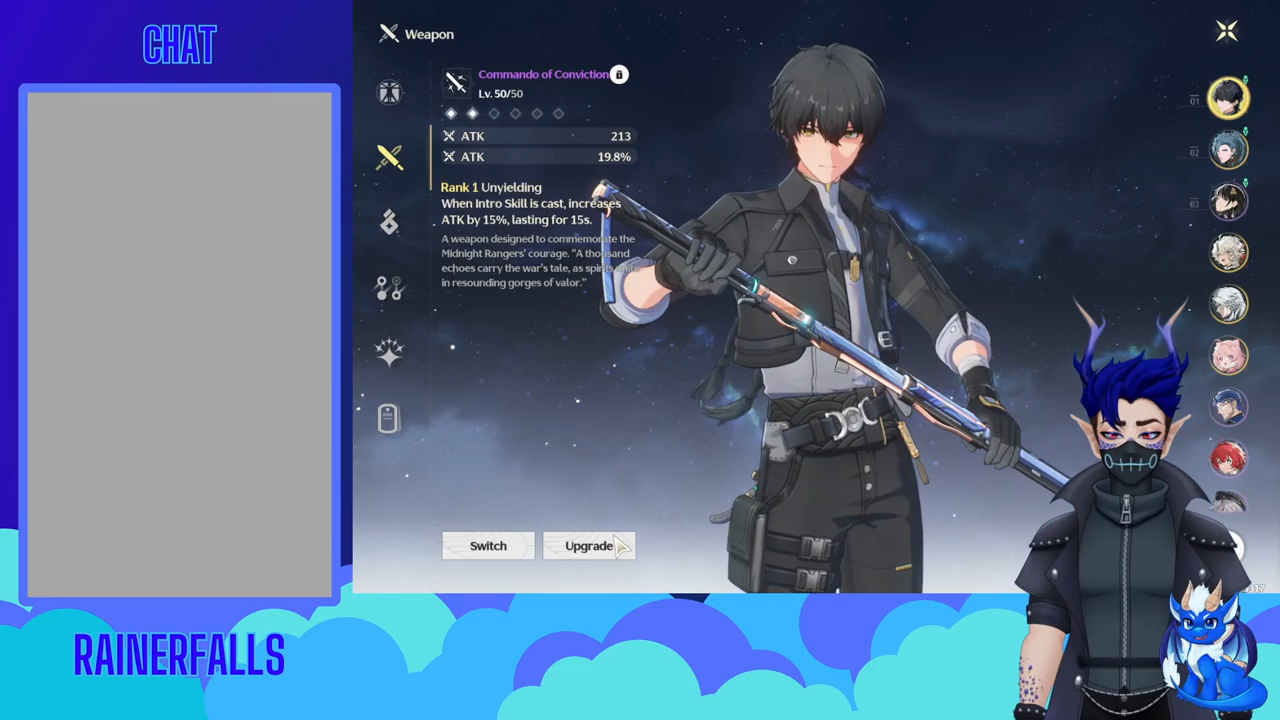 CHAT
Weapon
Commando of Conviction
Lv. 50/50
ATK 213
ATK 19.8%
Rank 1 Unyielding
When Intro Skill is cast, increases
ATK by 15%, lasting for 15s.
A weapon designed to commemorate the
Midnight Rangers' courage. "A thousand
echoes carry the war's tale, as spirits unite
in resounding gorges of valor."
Switch
Upgrade
01
02
03
RAINERFALLS